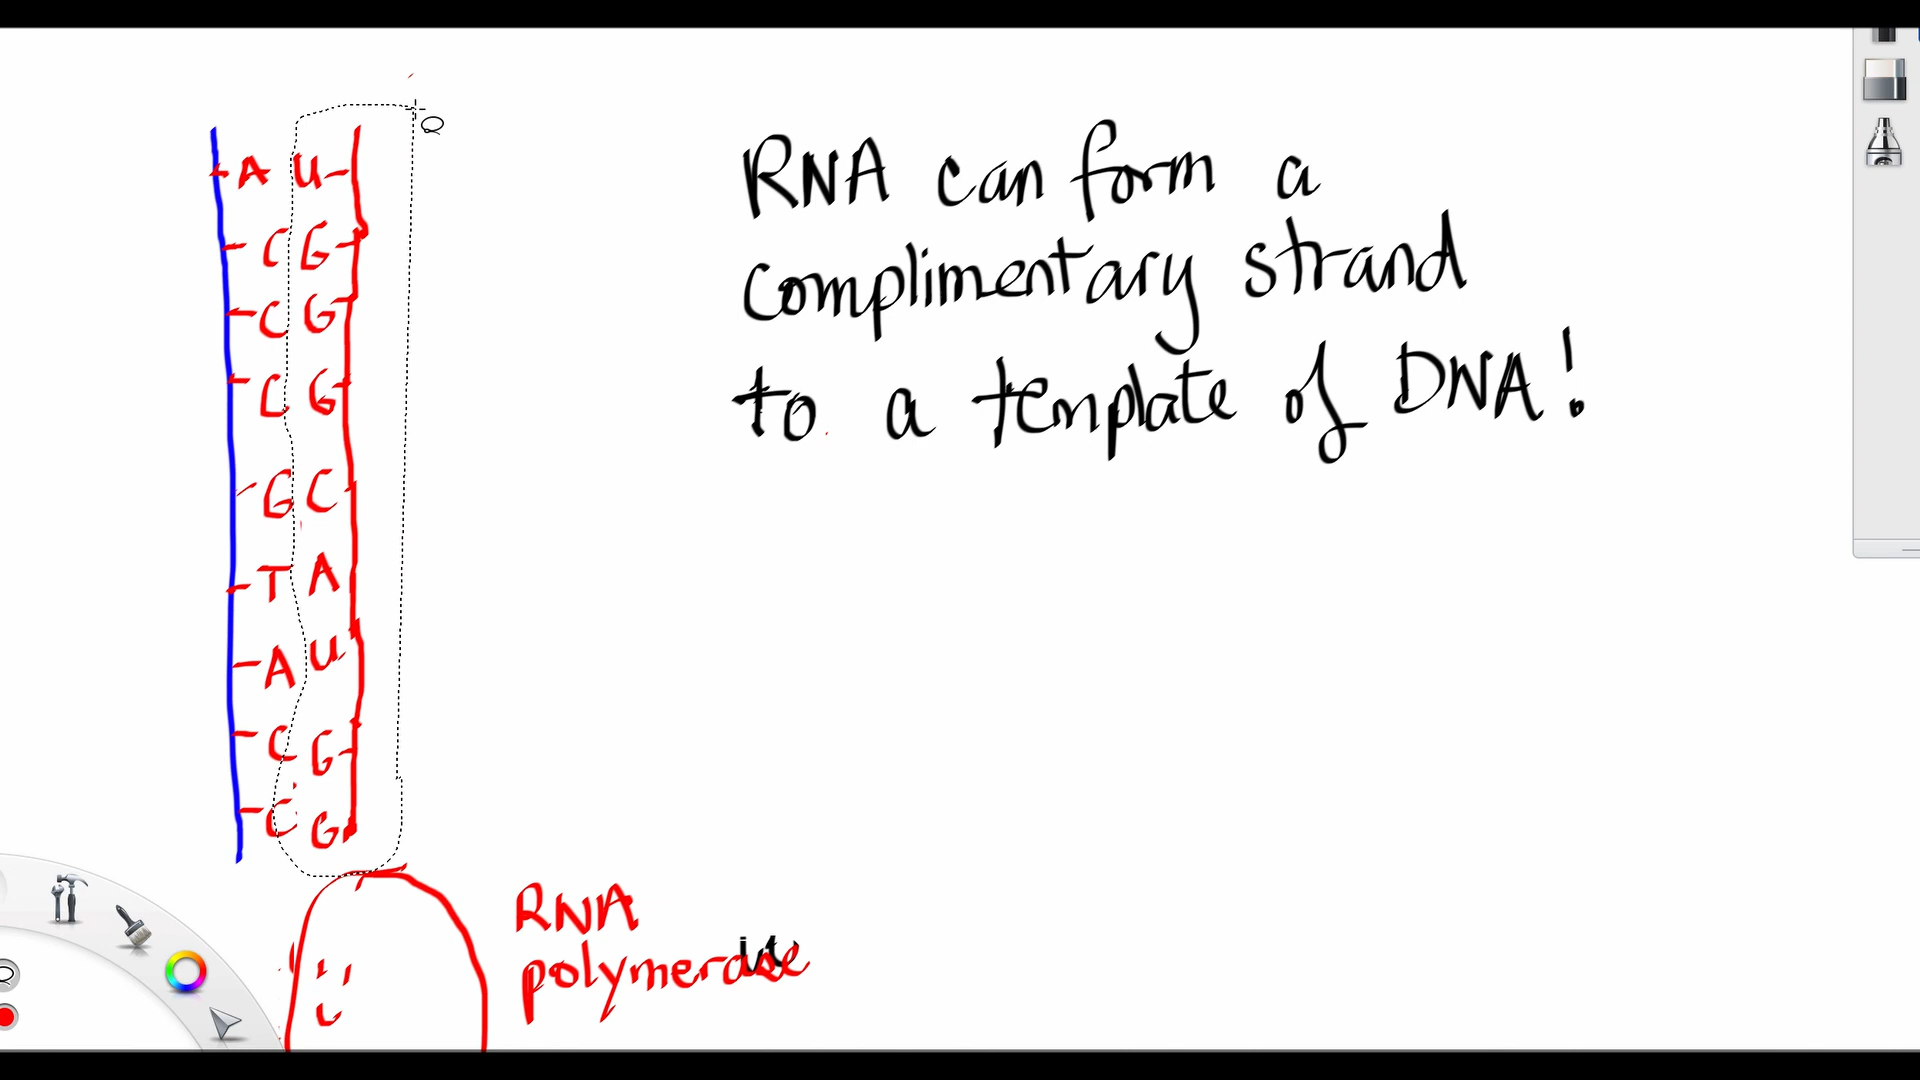 RNA can form a
complimentary strand
to a template of DNA!
A U
C G
C G
C G
G C
T A
A U
C G
C G
RNA
polymerase